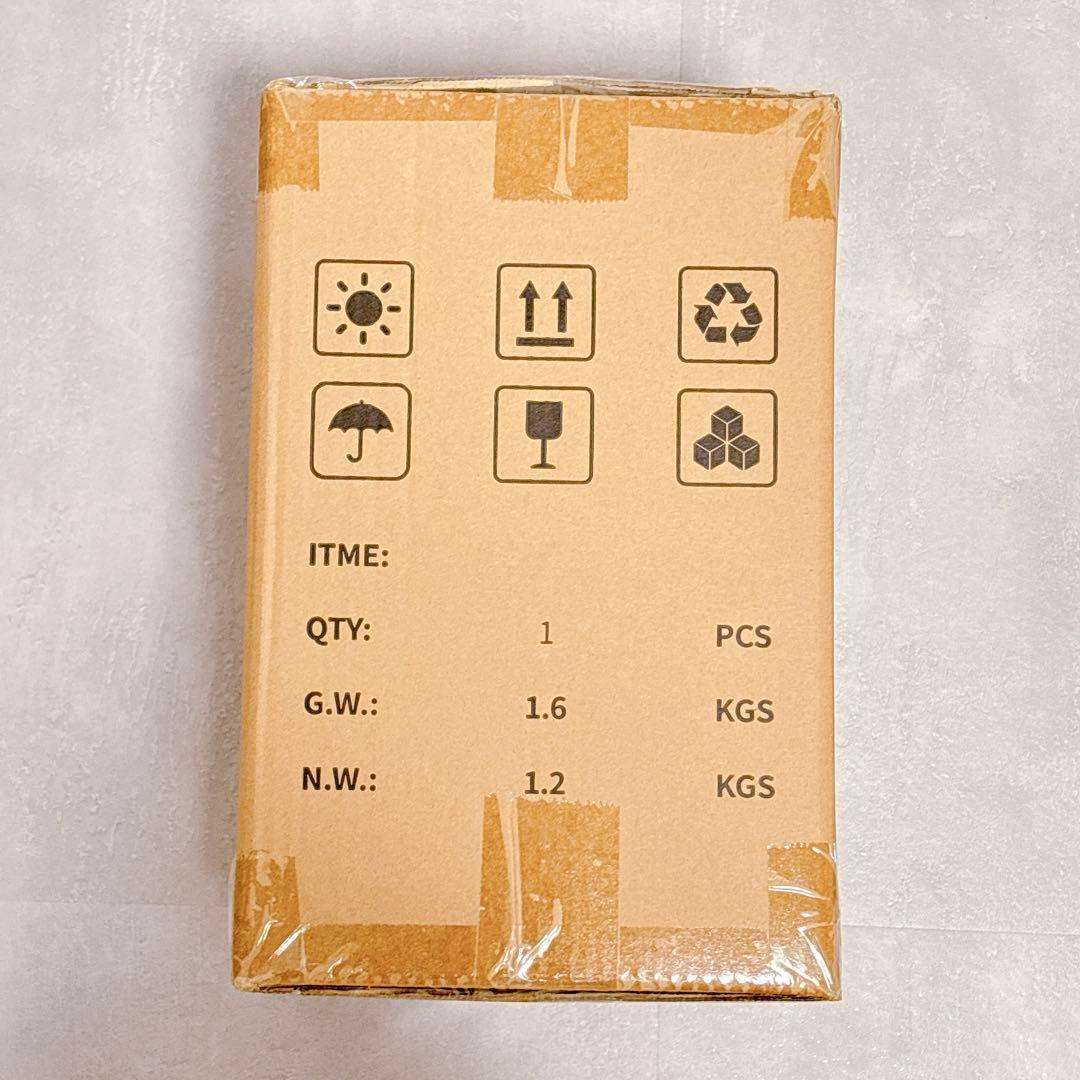 ITME:
QTY: 1 PCS
G.W.: 1.6 KGS
N.W.: 1.2 KGS